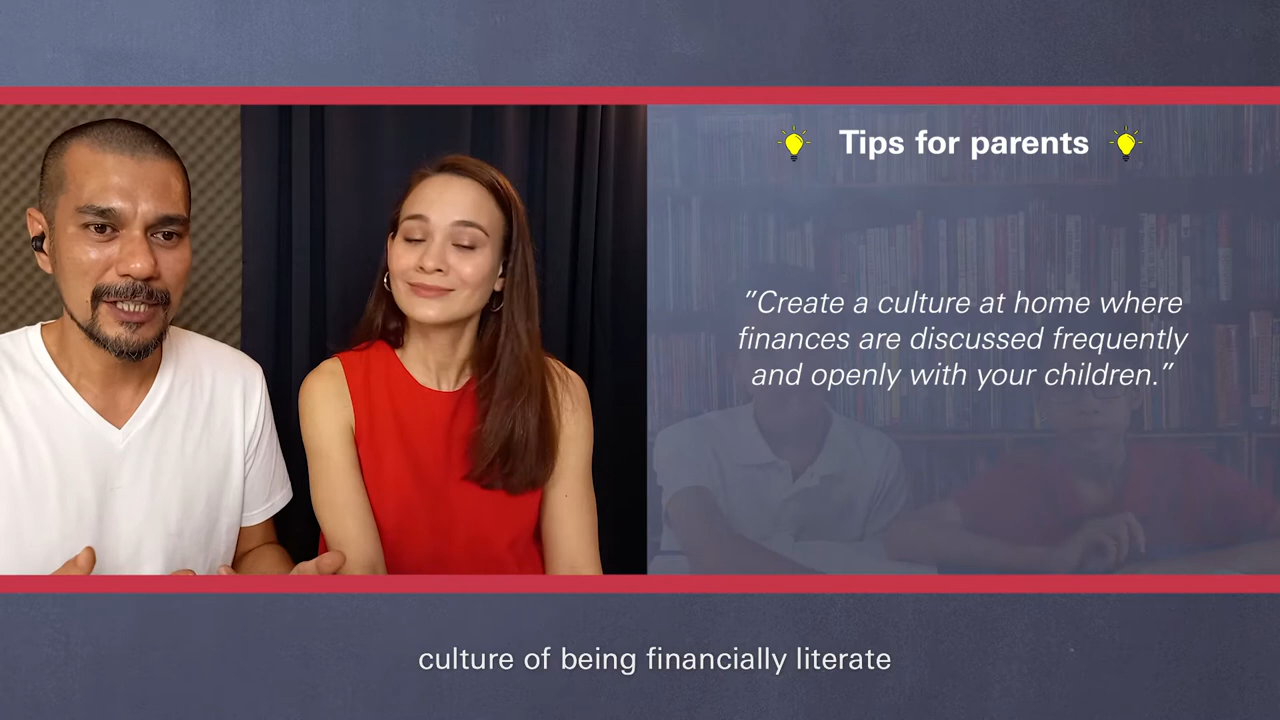 Tips for parents
”Create a culture at home where
finances are discussed frequently
and openly with your children.”
culture of being financially literate